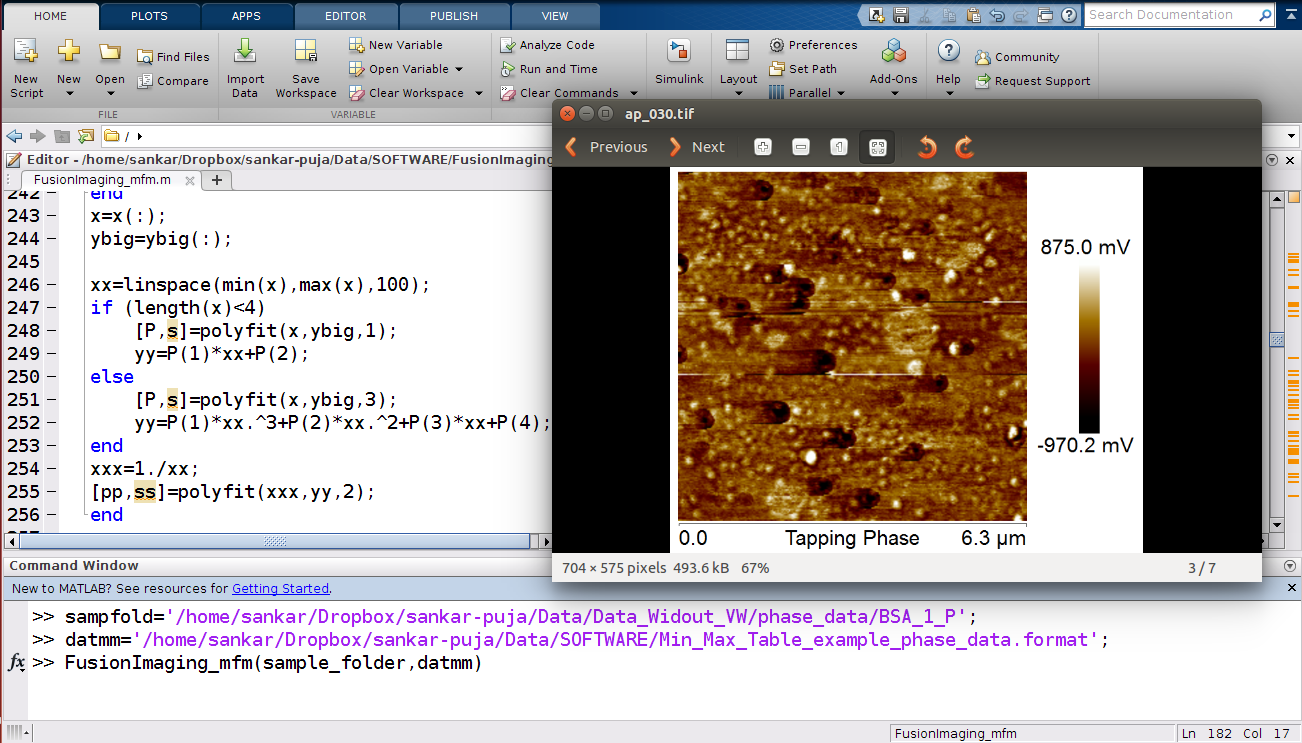 HOME PLOTS APPS EDITOR PUBLISH VIEW Search Documentation
New Script
New
Open
Find Files
Compare
FILE
Import Data
Save Workspace
New Variable
Open Variable
Clear Workspace
VARIABLE
Analyze Code
Run and Time
Clear Commands
Simulink
Layout
Preferences
Set Path
Parallel
Add-Ons
Help
Community
Request Support
/
Editor - /home/sankar/Dropbox/sankar-puja/Data/SOFTWARE/FusionImaging
FusionImaging_mfm.m
242 end
243 x=x(:);
244 ybig=ybig(:);
245
246 xx=linspace(min(x),max(x),100);
247 if (length(x)<4)
248 [P,s]=polyfit(x,ybig,1);
249 yy=P(1)*xx+P(2);
250 else
251 [P,s]=polyfit(x,ybig,3);
252 yy=P(1)*xx.^3+P(2)*xx.^2+P(3)*xx+P(4);
253 end
254 xxx=1./xx;
255 [pp,ss]=polyfit(xxx,yy,2);
256 end
ap_030.tif
Previous Next
875.0 mV
-970.2 mV
0.0 Tapping Phase 6.3 µm
704 × 575 pixels 493.6 kB 67% 3 / 7
Command Window
New to MATLAB? See resources for Getting Started.
>> sampfold='/home/sankar/Dropbox/sankar-puja/Data/Data_Widout_VW/phase_data/BSA_1_P';
>> datmm='/home/sankar/Dropbox/sankar-puja/Data/SOFTWARE/Min_Max_Table_example_phase_data.format';
fx >> FusionImaging_mfm(sample_folder,datmm)
FusionImaging_mfm Ln 182 Col 17